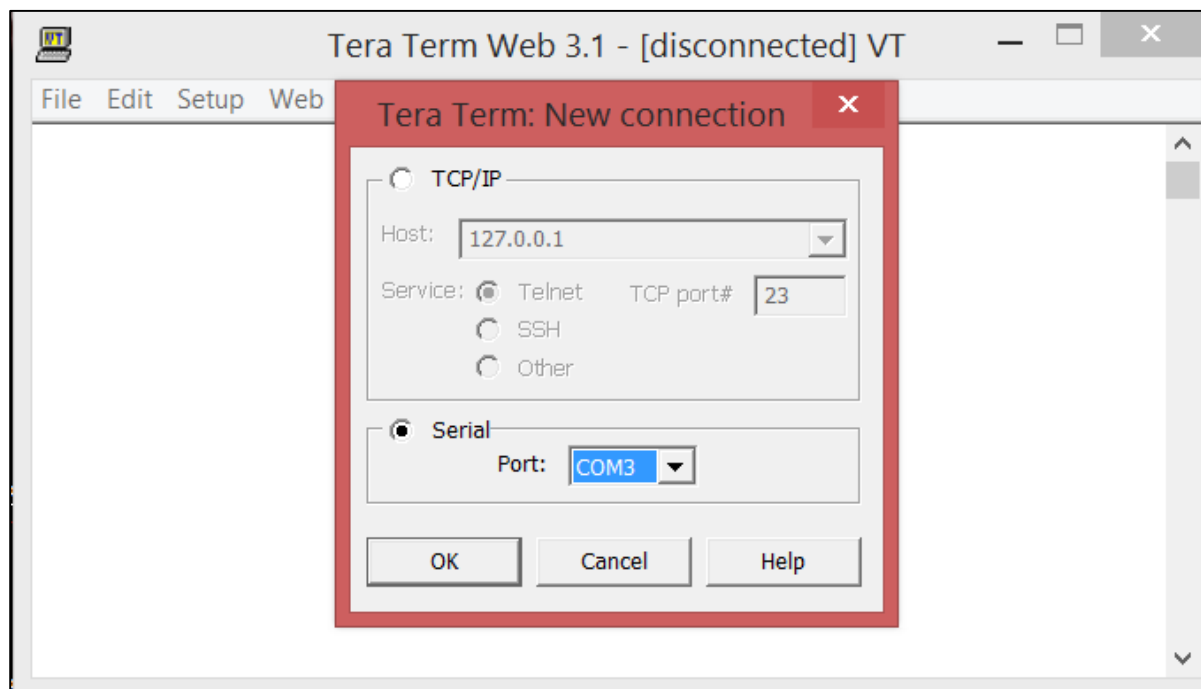 VT
Tera Term Web 3.1 - [disconnected] VT
File Edit Setup Web
Tera Term: New connection
TCP/IP
Host: 127.0.0.1
Service: Telnet TCP port# 23
SSH
Other
Serial
Port: COM3
OK Cancel Help